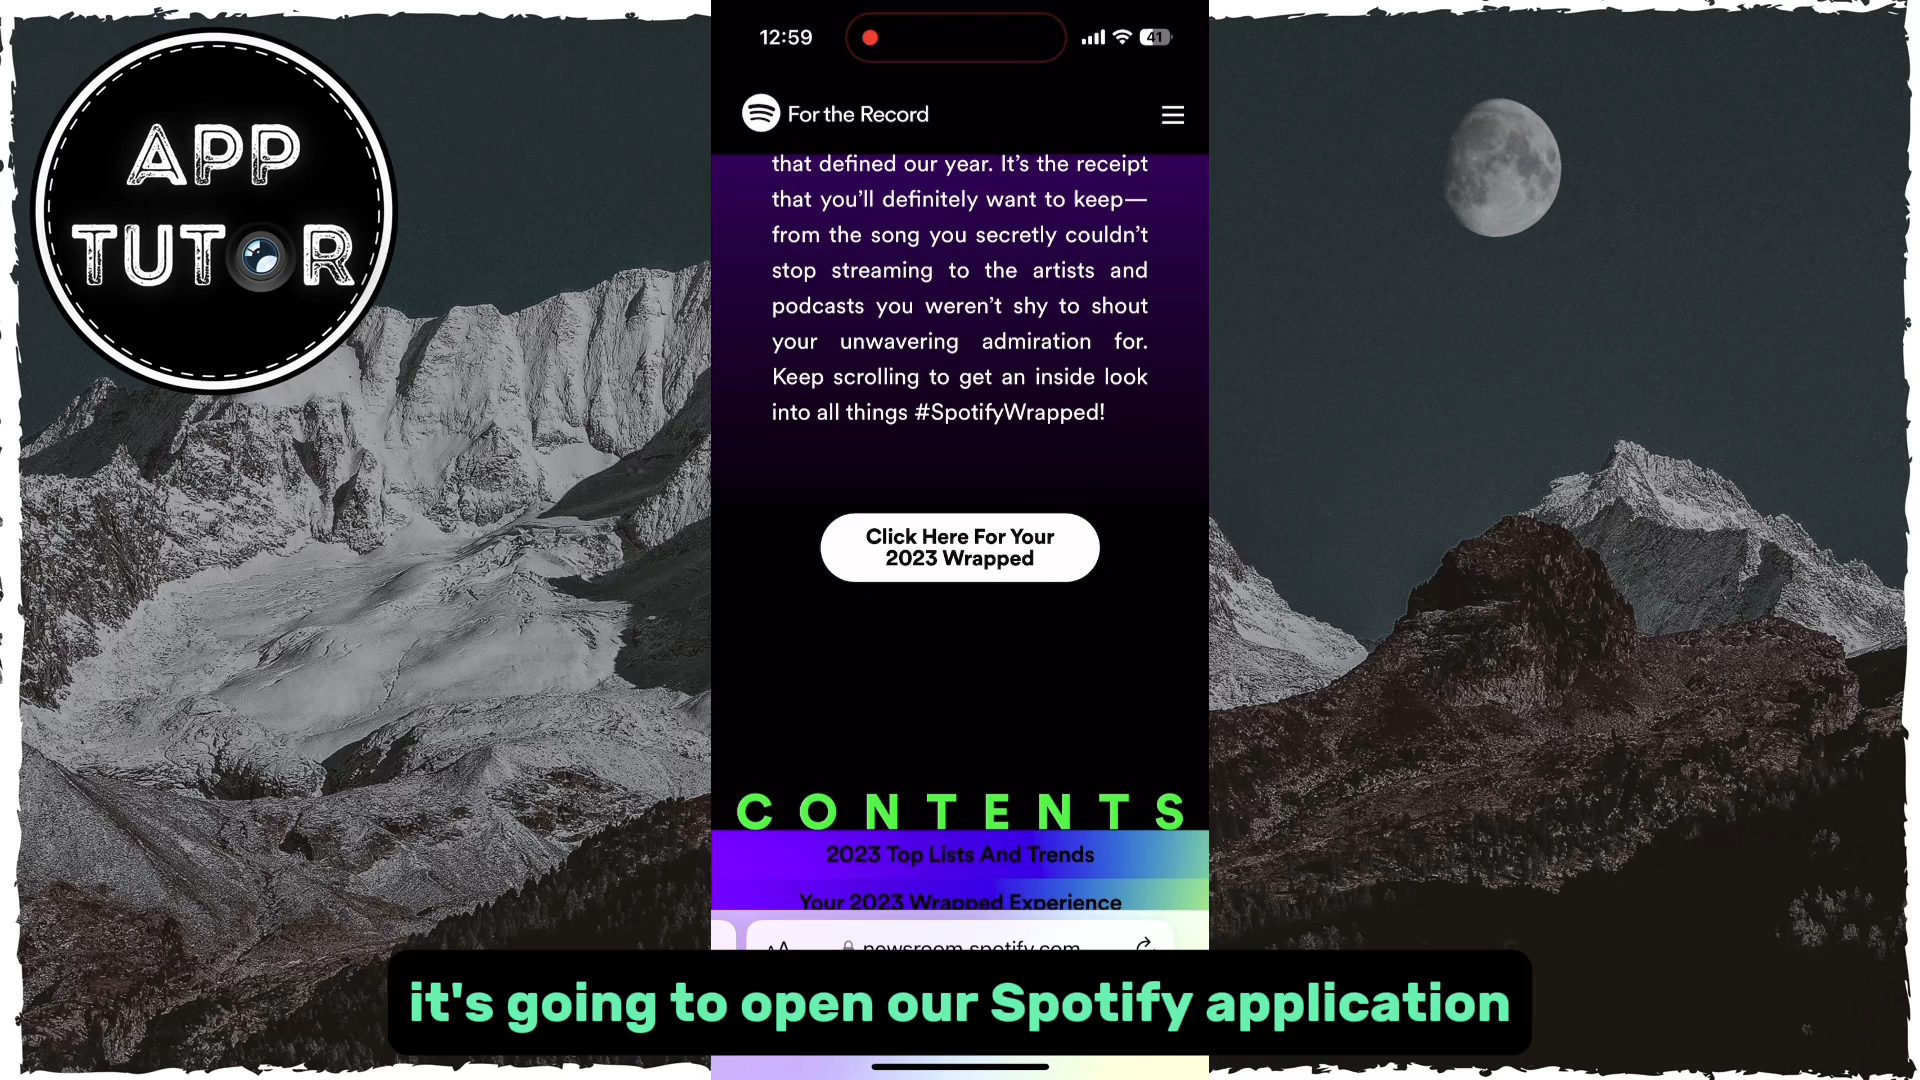 APP
TUTOR
12:59
41
For the Record
that defined our year. It's the receipt
that you'll definitely want to keep—
from the song you secretly couldn't
stop streaming to the artists and
podcasts you weren't shy to shout
your unwavering admiration for.
Keep scrolling to get an inside look
into all things #SpotifyWrapped!
Click Here For Your
2023 Wrapped
CONTENTS
2023 Top Lists And Trends
Your 2023 Wrapped Experience
AA newsroom.spotify.com
it's going to open our Spotify application